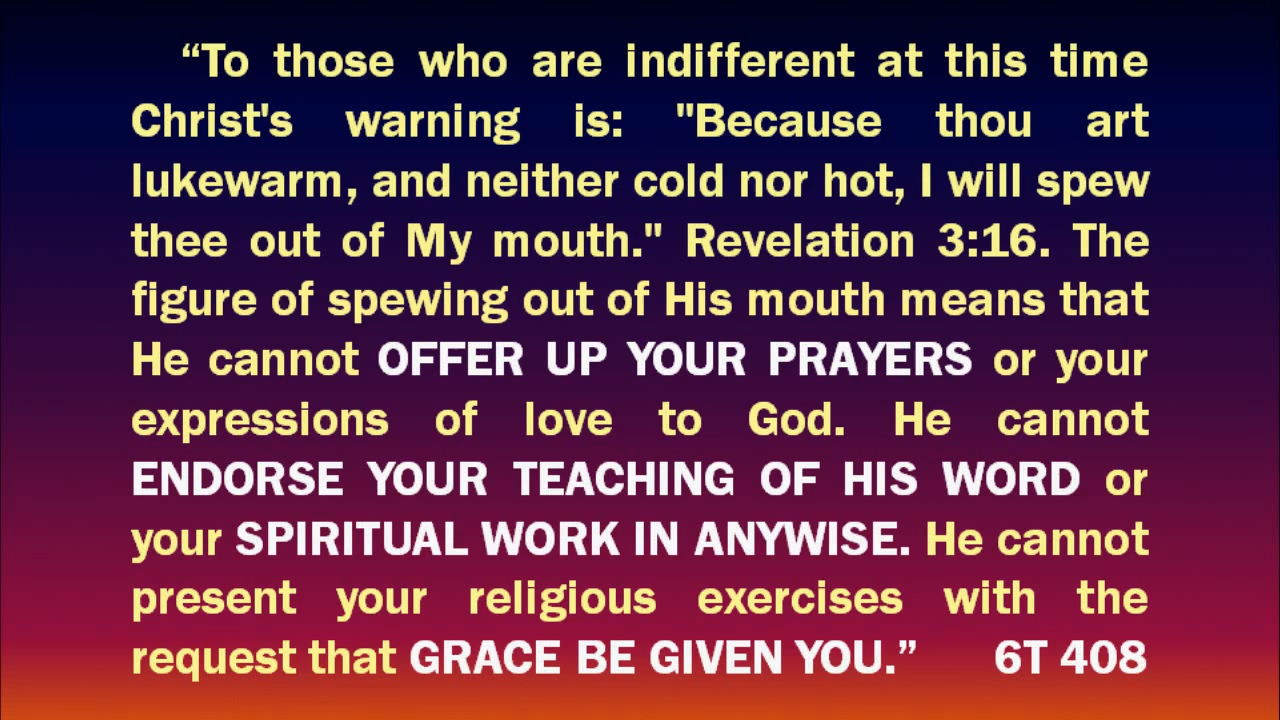 “To those who are indifferent at this time
Christ's warning is: "Because thou art
lukewarm, and neither cold nor hot, I will spew
thee out of My mouth." Revelation 3:16. The
figure of spewing out of His mouth means that
He cannot OFFER UP YOUR PRAYERS or your
expressions of love to God. He cannot
ENDORSE YOUR TEACHING OF HIS WORD or
your SPIRITUAL WORK IN ANYWISE. He cannot
present your religious exercises with the
request that GRACE BE GIVEN YOU.” 6T 408